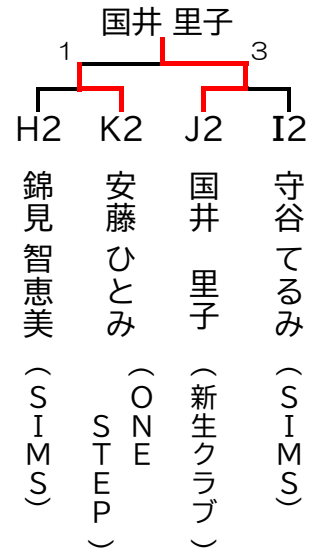 国井 里子
1 3
H2 K2 J2 I2
錦見 智恵美
(SIMS)
安藤 ひとみ
(ONE
STEP)
国井 里子
(新生クラブ)
守谷 てるみ
(SIMS)